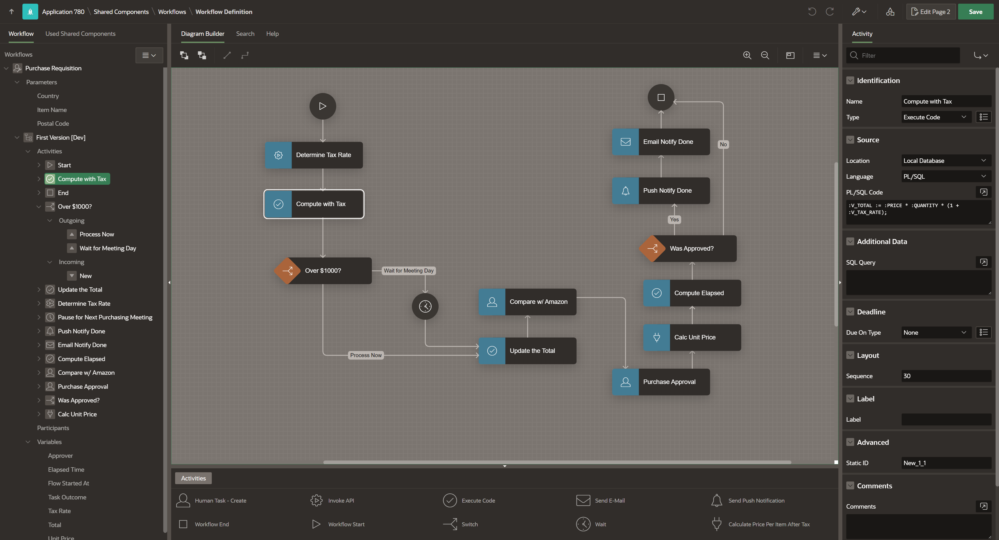 Application 780 \ Shared Components \ Workflows \ Workflow Definition
Edit Page 2
Save
Workflow
Used Shared Components
Workflows
Purchase Requisition
Parameters
Country
Item Name
Postal Code
First Version [Dev]
Activities
Start
Compute with Tax
End
Over $1000?
Outgoing
Process Now
Wait for Meeting Day
Incoming
New
Update the Total
Determine Tax Rate
Pause for Next Purchasing Meeting
Push Notify Done
Email Notify Done
Compute Elapsed
Compare w/ Amazon
Purchase Approval
Was Approved?
Calc Unit Price
Participants
Variables
Approver
Elapsed Time
Flow Started At
Task Outcome
Tax Rate
Total
Unit Price
Diagram Builder
Search
Help
Determine Tax Rate
Compute with Tax
Over $1000?
Wait for Meeting Day
Process Now
Compare w/ Amazon
Update the Total
Email Notify Done
No
Push Notify Done
Yes
Was Approved?
Compute Elapsed
Calc Unit Price
Purchase Approval
Activities
Human Task - Create
Invoke API
Execute Code
Send E-Mail
Send Push Notification
Workflow End
Workflow Start
Switch
Wait
Calculate Price Per Item After Tax
Activity
Filter
Identification
Name
Compute with Tax
Type
Execute Code
Source
Location
Local Database
Language
PL/SQL
PL/SQL Code
:V_TOTAL := :PRICE * :QUANTITY * (1 +
:V_TAX_RATE);
Additional Data
SQL Query
Deadline
Due On Type
None
Layout
Sequence
30
Label
Label
Advanced
Static ID
New_1_1
Comments
Comments